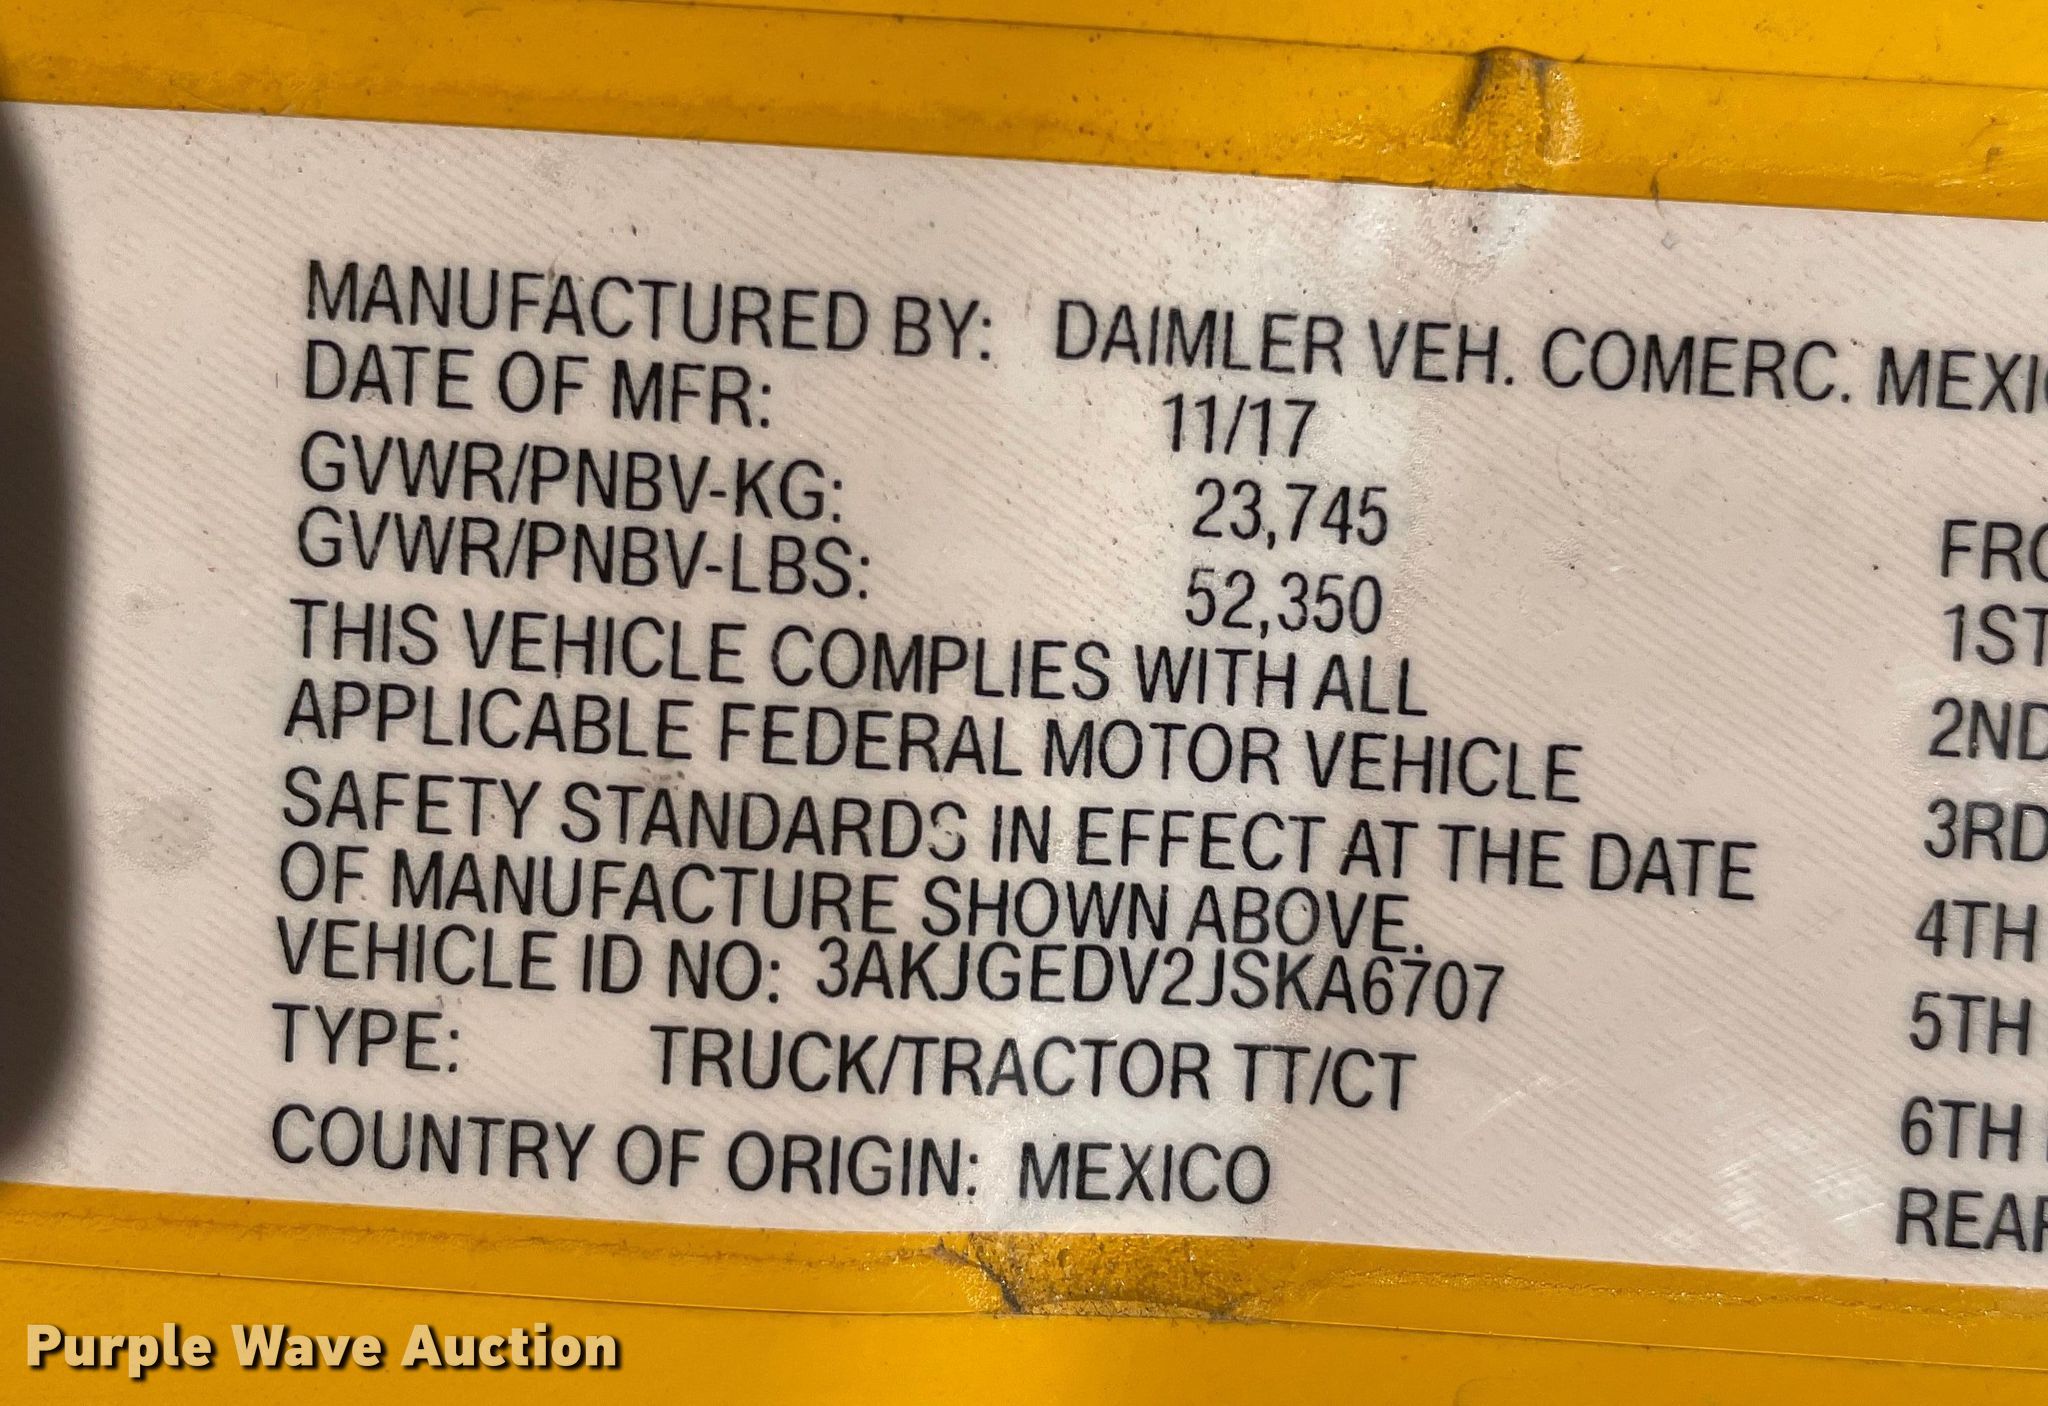 MANUFACTURED BY: DAIMLER VEH. COMERC. MEXIC
DATE OF MFR: 11/17
GVWR/PNBV-KG: 23,745
GVWR/PNBV-LBS: 52,350
THIS VEHICLE COMPLIES WITH ALL
APPLICABLE FEDERAL MOTOR VEHICLE
SAFETY STANDARDS IN EFFECT AT THE DATE
OF MANUFACTURE SHOWN ABOVE.
VEHICLE ID NO: 3AKJGEDV2JSKA6707
TYPE: TRUCK/TRACTOR TT/CT
COUNTRY OF ORIGIN: MEXICO
FRO
1ST
2ND
3RD
4TH
5TH
6TH
REAR
Purple Wave Auction